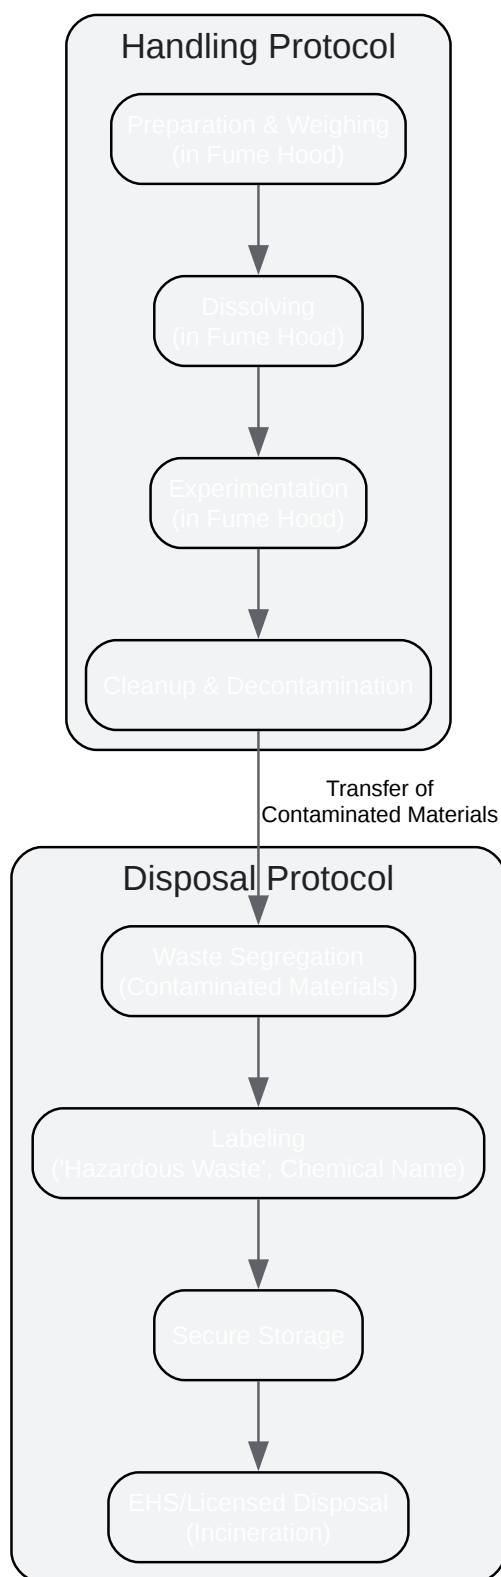 Handling Protocol
Preparation & Weighing
(in Fume Hood)
Dissolving
(in Fume Hood)
Experimentation
(in Fume Hood)
Cleanup & Decontamination
Transfer of
Contaminated Materials
Disposal Protocol
Waste Segregation
(Contaminated Materials)
Labeling
('Hazardous Waste', Chemical Name)
Secure Storage
EHS/Licensed Disposal
(Incineration)